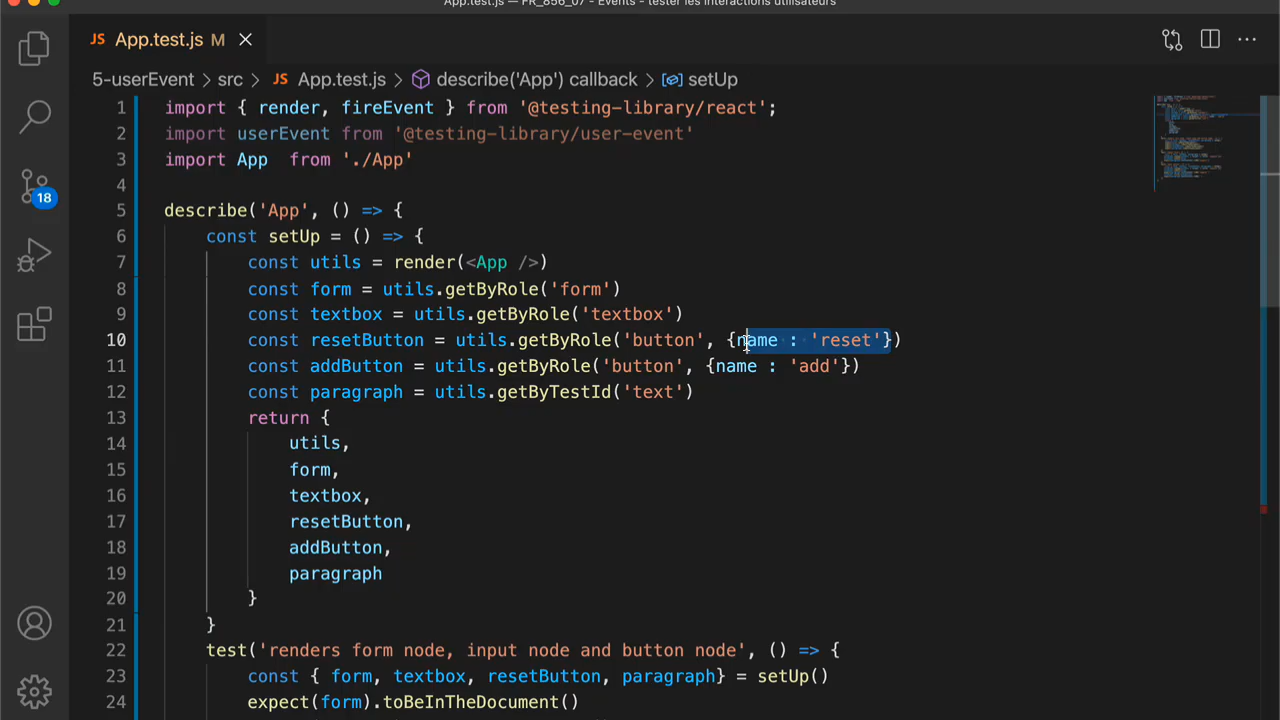 App.test.js — FR_856_07 - Events - tester les interactions utilisateurs
JS App.test.js M
5-userEvent > src > JS App.test.js > describe('App') callback > setUp
1 import { render, fireEvent } from '@testing-library/react';
2 import userEvent from '@testing-library/user-event'
3 import App  from './App'
4
5 describe('App', () => {
6 const setUp = () => {
7 const utils = render(<App />)
8 const form = utils.getByRole('form')
9 const textbox = utils.getByRole('textbox')
10 const resetButton = utils.getByRole('button', {name : 'reset'})
11 const addButton = utils.getByRole('button', {name : 'add'})
12 const paragraph = utils.getByTestId('text')
13 return {
14 utils,
15 form,
16 textbox,
17 resetButton,
18 addButton,
19 paragraph
20 }
21 }
22 test('renders form node, input node and button node', () => {
23 const { form, textbox, resetButton, paragraph} = setUp()
24 expect(form).toBeInTheDocument()
18